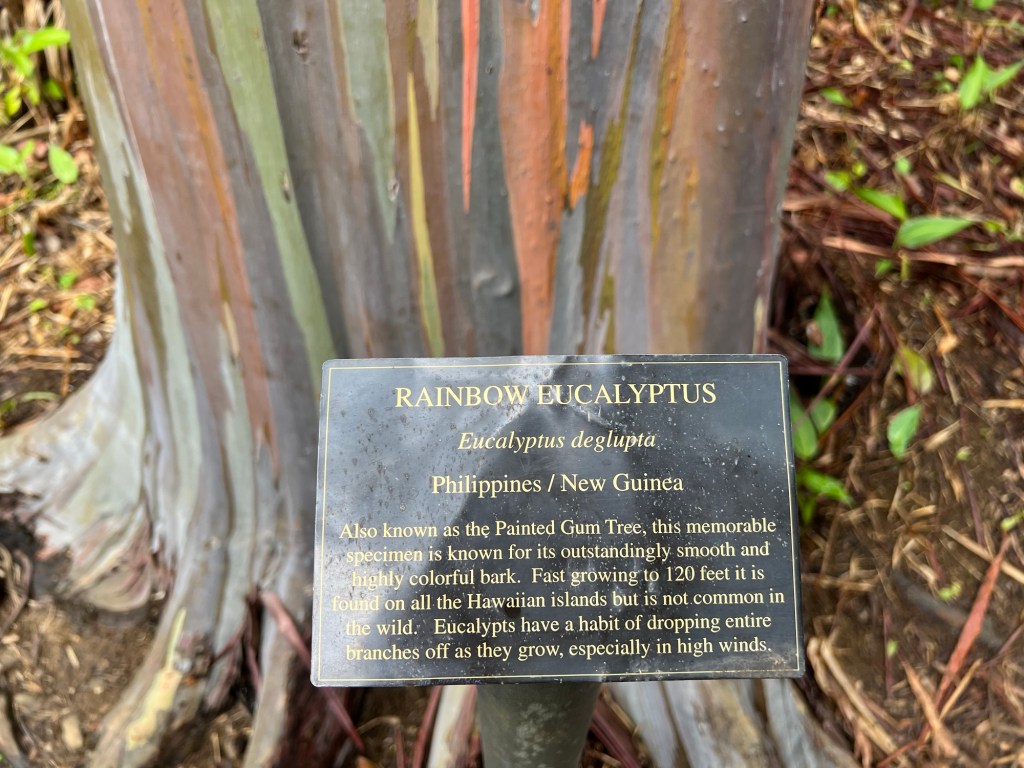 RAINBOW EUCALYPTUS
Eucalyptus deglupta
Philippines / New Guinea
Also known as the Painted Gum Tree, this memorable
specimen is known for its outstandingly smooth and
highly colorful bark. Fast growing to 120 feet it is
found on all the Hawaiian islands but is not common in
the wild. Eucalypts have a habit of dropping entire
branches off as they grow, especially in high winds.